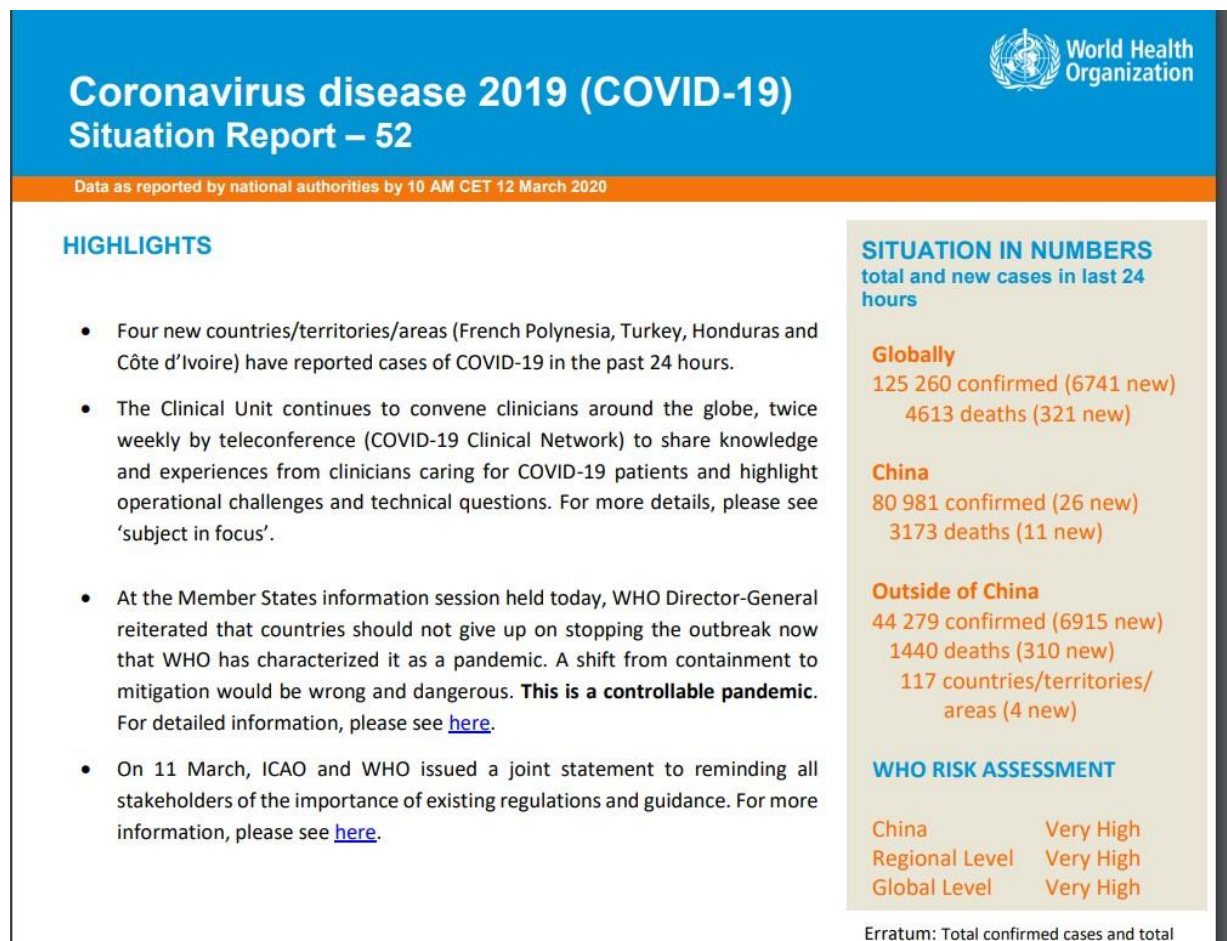 World Health
Organization
Coronavirus disease 2019 (COVID-19)
Situation Report – 52
Data as reported by national authorities by 10 AM CET 12 March 2020
HIGHLIGHTS
• Four new countries/territories/areas (French Polynesia, Turkey, Honduras and
Côte d’Ivoire) have reported cases of COVID-19 in the past 24 hours.
• The Clinical Unit continues to convene clinicians around the globe, twice
weekly by teleconference (COVID-19 Clinical Network) to share knowledge
and experiences from clinicians caring for COVID-19 patients and highlight
operational challenges and technical questions. For more details, please see
‘subject in focus’.
• At the Member States information session held today, WHO Director-General
reiterated that countries should not give up on stopping the outbreak now
that WHO has characterized it as a pandemic. A shift from containment to
mitigation would be wrong and dangerous. This is a controllable pandemic.
For detailed information, please see here.
• On 11 March, ICAO and WHO issued a joint statement to reminding all
stakeholders of the importance of existing regulations and guidance. For more
information, please see here.
SITUATION IN NUMBERS
total and new cases in last 24
hours
Globally
125 260 confirmed (6741 new)
4613 deaths (321 new)
China
80 981 confirmed (26 new)
3173 deaths (11 new)
Outside of China
44 279 confirmed (6915 new)
1440 deaths (310 new)
117 countries/territories/
areas (4 new)
WHO RISK ASSESSMENT
China Very High
Regional Level Very High
Global Level Very High
Erratum: Total confirmed cases and total